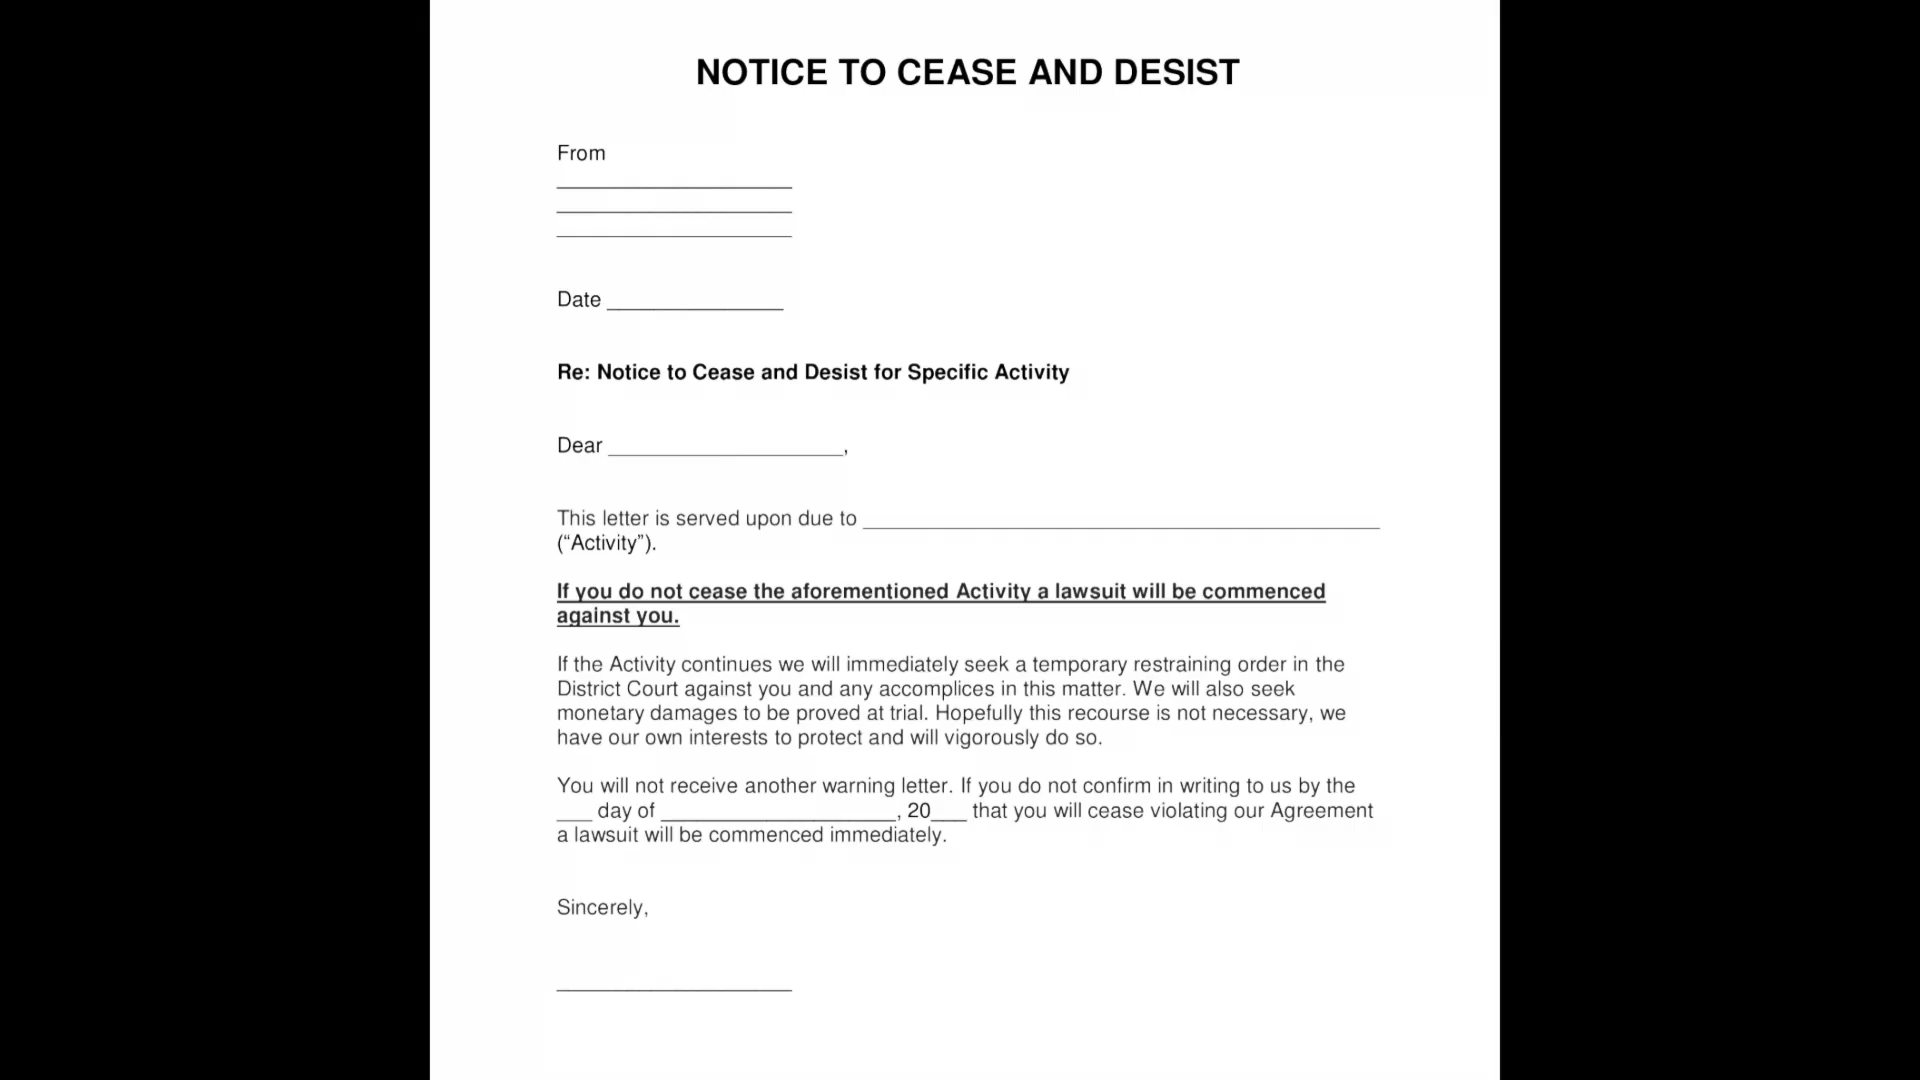 NOTICE TO CEASE AND DESIST
From
____________________
____________________
____________________
Date _______________
Re: Notice to Cease and Desist for Specific Activity
Dear ____________________,
This letter is served upon due to ____________________________________________
(“Activity”).
If you do not cease the aforementioned Activity a lawsuit will be commenced
against you.
If the Activity continues we will immediately seek a temporary restraining order in the
District Court against you and any accomplices in this matter. We will also seek
monetary damages to be proved at trial. Hopefully this recourse is not necessary, we
have our own interests to protect and will vigorously do so.
You will not receive another warning letter. If you do not confirm in writing to us by the
___ day of ____________________, 20___ that you will cease violating our Agreement
a lawsuit will be commenced immediately.
Sincerely,
____________________